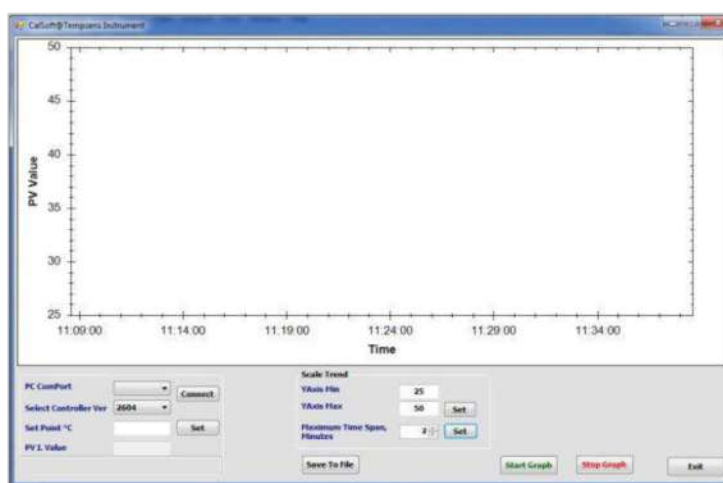 CalSoft@Tempsens Instrument
50
45
40
35
30
25
PV Value
11:09:00 11:14:00 11:19:00 11:24:00 11:29:00 11:34:00
Time
PC ComPort
Connect
Select Controller Ver 2604
Set Point °C Set
PV1 Value
Scale Trend
YAxis Min 25
YAxis Max 50 Set
Maximum Time Span, Minutes 2 Set
Save To File
Start Graph
Stop Graph
Exit